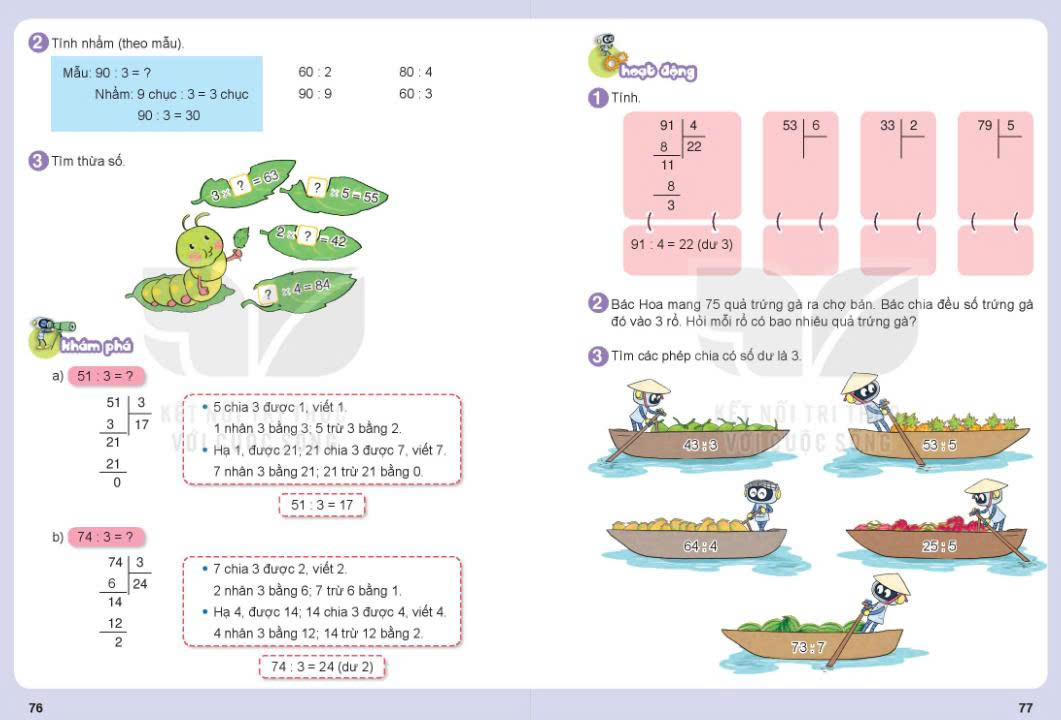 2 Tính nhẩm (theo mẫu).
Mẫu: 90 : 3 = ?
Nhẩm: 9 chục : 3 = 3 chục
90 : 3 = 30
60 : 2 80 : 4
90 : 9 60 : 3
3 Tìm thừa số.
3 × ? = 63
? × 5 = 55
2 × ? = 42
? × 4 = 84
khám phá
a) 51 : 3 = ?
51 3
3 17
21
21
0
• 5 chia 3 được 1, viết 1.
1 nhân 3 bằng 3; 5 trừ 3 bằng 2.
• Hạ 1, được 21; 21 chia 3 được 7, viết 7.
7 nhân 3 bằng 21; 21 trừ 21 bằng 0.
51 : 3 = 17
b) 74 : 3 = ?
74 3
6 24
14
12
2
• 7 chia 3 được 2, viết 2.
2 nhân 3 bằng 6; 7 trừ 6 bằng 1.
• Hạ 4, được 14; 14 chia 3 được 4, viết 4.
4 nhân 3 bằng 12; 14 trừ 12 bằng 2.
74 : 3 = 24 (dư 2)
KẾT NỐI TRI THỨC
VỚI CUỘC SỐNG
76
hoạt động
1 Tính.
91 4
8 22
11
8
3
91 : 4 = 22 (dư 3)
53 6
33 2
79 5
2 Bác Hoa mang 75 quả trứng gà ra chợ bán. Bác chia đều số trứng gà
đó vào 3 rổ. Hỏi mỗi rổ có bao nhiêu quả trứng gà?
3 Tìm các phép chia có số dư là 3.
KẾT NỐI TRI THỨC
VỚI CUỘC SỐNG
43 : 3
53 : 5
64 : 4
25 : 5
73 : 7
77